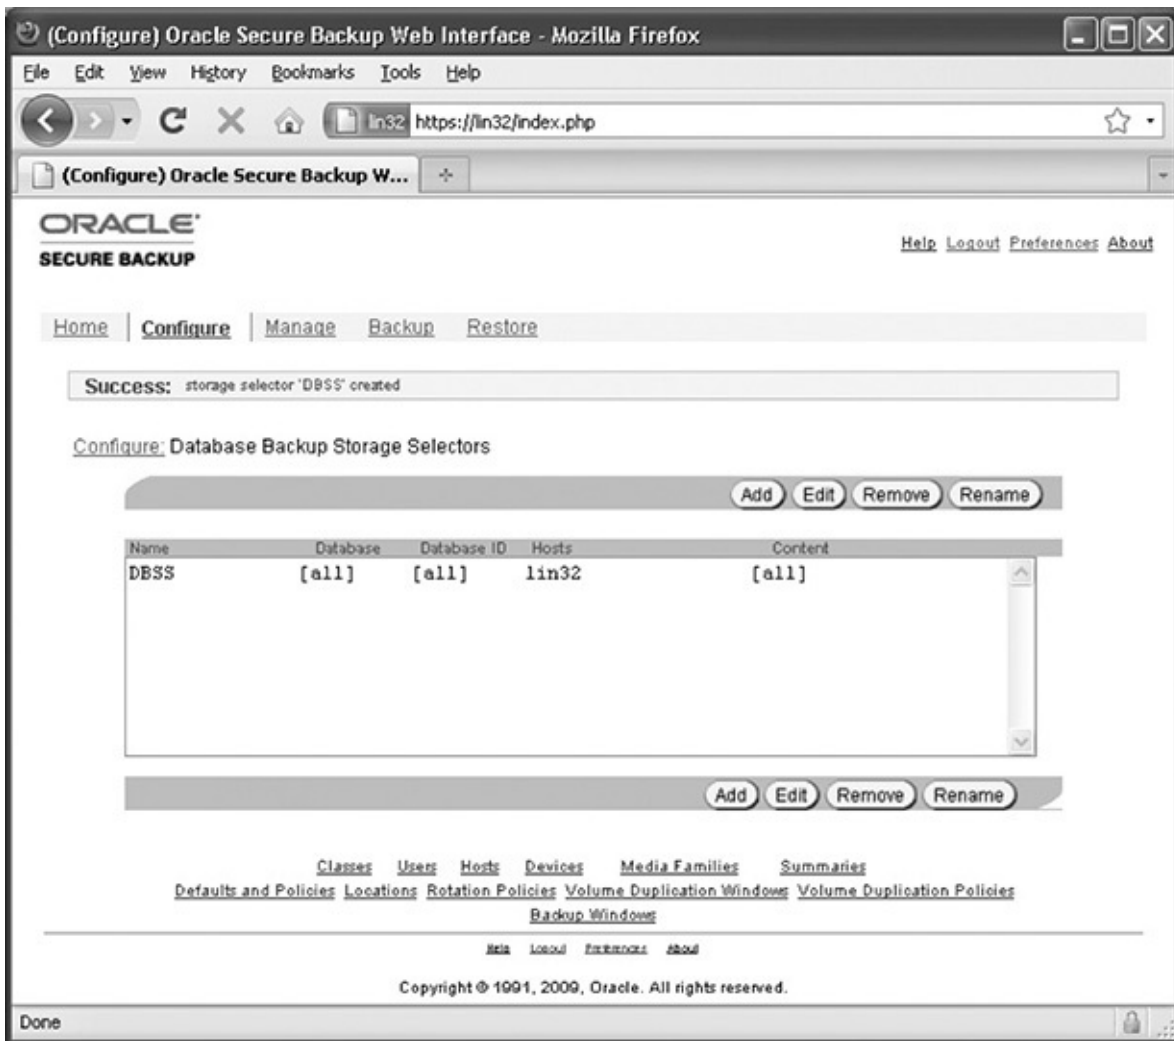 (Configure) Oracle Secure Backup Web Interface - Mozilla Firefox
File Edit View History Bookmarks Tools Help
lin32 https://lin32/index.php
(Configure) Oracle Secure Backup W...
ORACLE
SECURE BACKUP
Help Logout Preferences About
Home Configure Manage Backup Restore
Success: storage selector 'DBSS' created
Configure: Database Backup Storage Selectors
Add Edit Remove Rename
Name Database Database ID Hosts Content
DBSS [all] [all] lin32 [all]
Add Edit Remove Rename
Classes Users Hosts Devices Media Families Summaries
Defaults and Policies Locations Rotation Policies Volume Duplication Windows Volume Duplication Policies
Backup Windows
Help Logout Preferences About
Copyright © 1991, 2009, Oracle. All rights reserved.
Done